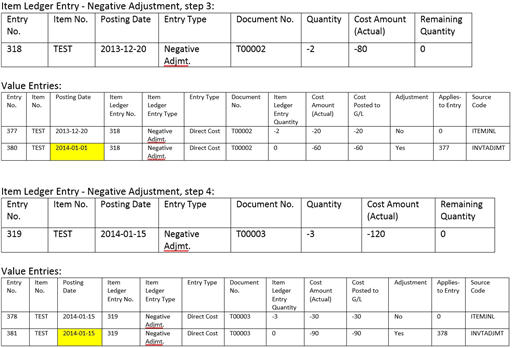 Item Ledger Entry - Negative Adjustment, step 3:
Entry No. Item No. Posting Date Entry Type Document No. Quantity Cost Amount (Actual) Remaining Quantity
318 TEST 2013-12-20 Negative Adjmt. T00002 -2 -80 0
Value Entries:
Entry No. Item No. Posting Date Item Ledger Entry No. Item Ledger Entry Type Entry Type Document No. Item Ledger Entry Quantity Cost Amount (Actual) Cost Posted to G/L Adjustment Applies-to Entry Source Code
377 TEST 2013-12-20 318 Negative Adjmt. Direct Cost T00002 -2 -20 -20 No 0 ITEMJNL
380 TEST 2014-01-01 318 Negative Adjmt. Direct Cost T00002 0 -60 -60 Yes 377 INVTADJMT
Item Ledger Entry - Negative Adjustment, step 4:
Entry No. Item No. Posting Date Entry Type Document No. Quantity Cost Amount (Actual) Remaining Quantity
319 TEST 2014-01-15 Negative Adjmt. T00003 -3 -120 0
Value Entries:
Entry No. Item No. Posting Date Item Ledger Entry No. Item Ledger Entry Type Entry Type Document No. Item Ledger Entry Quantity Cost Amount (Actual) Cost Posted to G/L Adjustment Applies-to Entry Source Code
378 TEST 2014-01-15 319 Negative Adjmt. Direct Cost T00003 -3 -30 -30 No 0 ITEMJNL
381 TEST 2014-01-15 319 Negative Adjmt. Direct Cost T00003 0 -90 -90 Yes 378 INVTADJMT